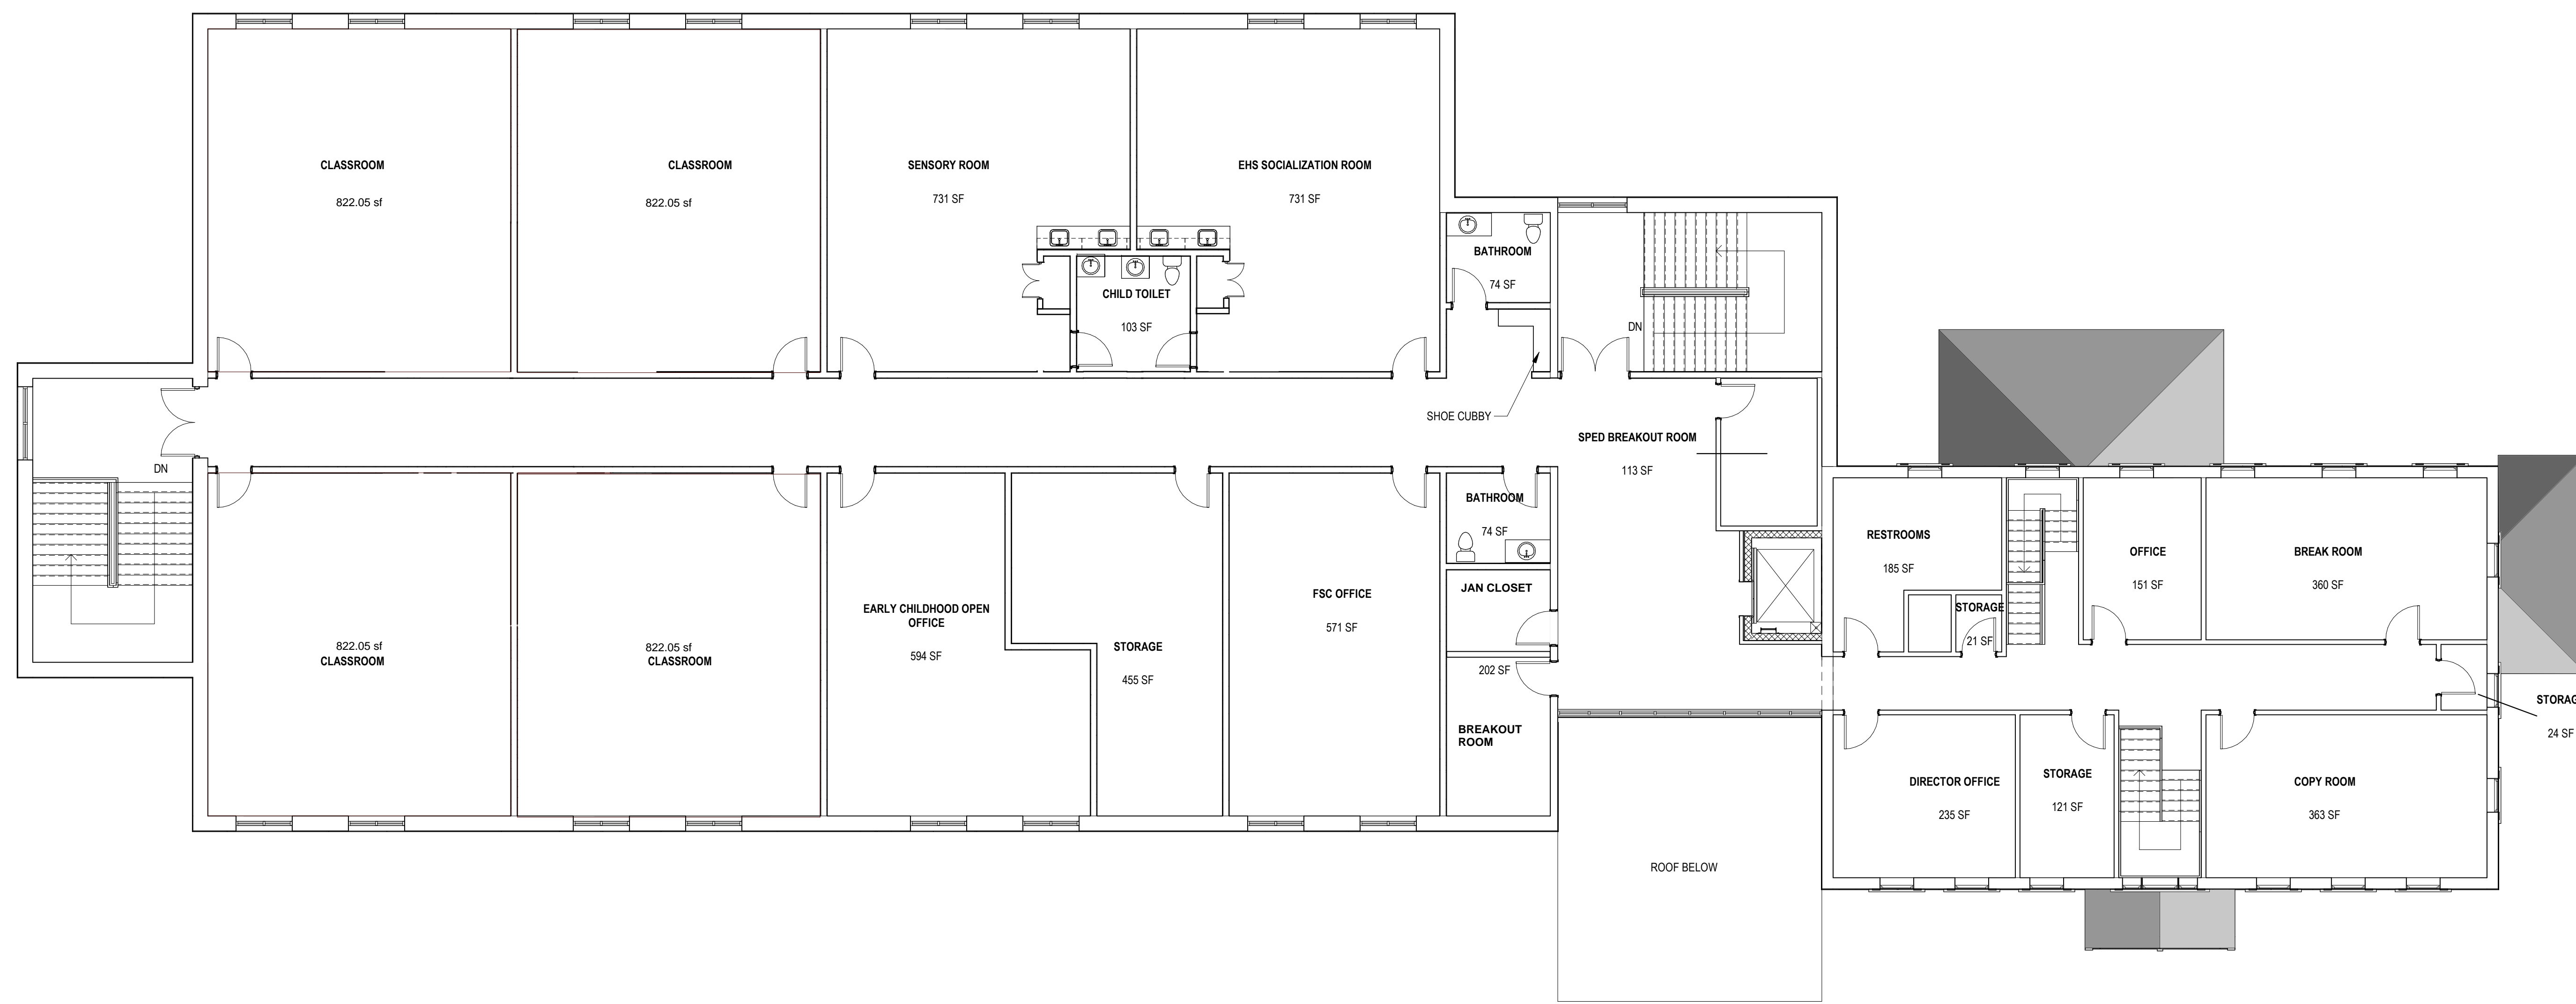 CLASSROOM
822.05 sf
CLASSROOM
822.05 sf
SENSORY ROOM
731 SF
EHS SOCIALIZATION ROOM
731 SF
BATHROOM
74 SF
CHILD TOILET
103 SF
DN
SHOE CUBBY
SPED BREAKOUT ROOM
113 SF
DN
822.05 sf
CLASSROOM
822.05 sf
CLASSROOM
EARLY CHILDHOOD OPEN
OFFICE
594 SF
STORAGE
455 SF
FSC OFFICE
571 SF
BATHROOM
74 SF
JAN CLOSET
202 SF
BREAKOUT
ROOM
RESTROOMS
185 SF
STORAGE
21 SF
OFFICE
151 SF
BREAK ROOM
360 SF
STORAG
24 SF
DIRECTOR OFFICE
235 SF
STORAGE
121 SF
COPY ROOM
363 SF
ROOF BELOW